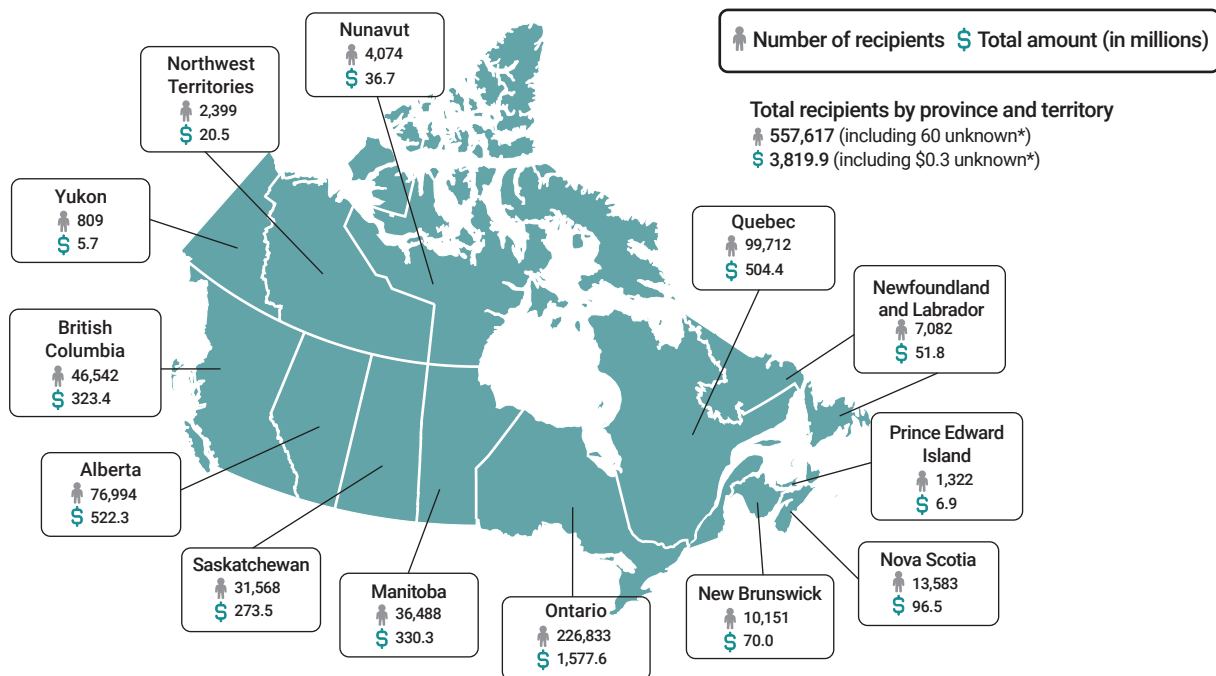 Number of recipients $ Total amount (in millions)
Total recipients by province and territory
557,617 (including 60 unknown*)
$ 3,819.9 (including $0.3 unknown*)
Nunavut
4,074
$ 36.7
Northwest
Territories
2,399
$ 20.5
Yukon
809
$ 5.7
British
Columbia
46,542
$ 323.4
Alberta
76,994
$ 522.3
Saskatchewan
31,568
$ 273.5
Manitoba
36,488
$ 330.3
Ontario
226,833
$ 1,577.6
Quebec
99,712
$ 504.4
Newfoundland
and Labrador
7,082
$ 51.8
Prince Edward
Island
1,322
$ 6.9
Nova Scotia
13,583
$ 96.5
New Brunswick
10,151
$ 70.0